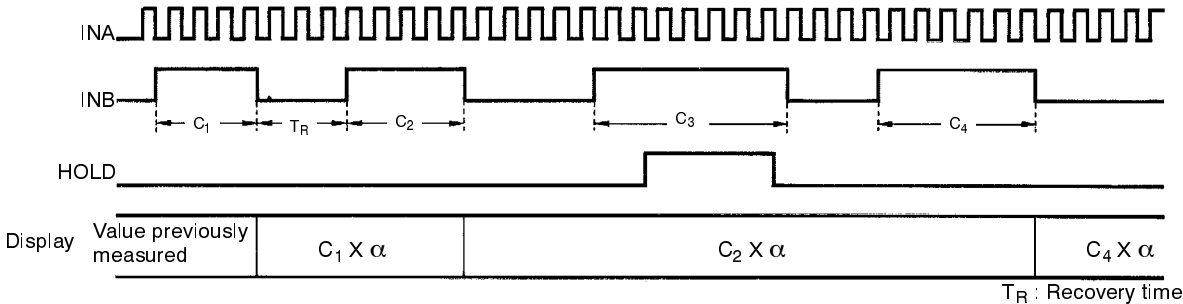 INA
INB
C1
TR
C2
C3
C4
HOLD
Display
Value previously
measured
C1 X α
C2 X α
C4 X α
TR : Recovery time